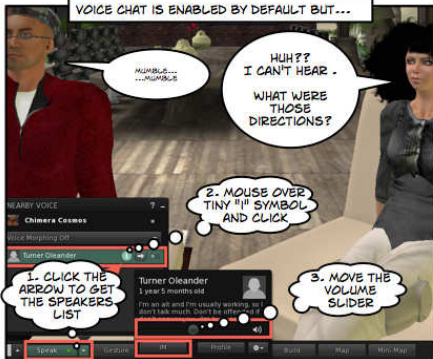 VOICE CHAT IS ENABLED BY DEFAULT BUT...
MUMBLE...
...MUMBLE
HUH??
I CAN'T HEAR .
WHAT WERE
THOSE
DIRECTIONS?
NEARBY VOICE ? –
Chimera Cosmos
Voice Morphing Off
Turner Oleander
2. MOUSE OVER
TINY "I" SYMBOL
AND CLICK
1. CLICK THE
ARROW TO GET
THE SPEAKERS
LIST
Turner Oleander
1 year 5 months old
I'm an alt and I'm usually working, so I
don't talk much. Don't be offended if
3. MOVE THE
VOLUME
SLIDER
Speak
Gesture
IM
Profile
Build
Map
Mini-Map